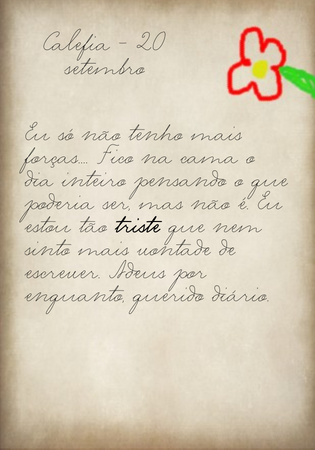 Calefia - 20
setembro
Eu só não tenho mais
forças.... Fico na cama o
dia inteiro pensando o que
poderia ser, mas não é. Eu
estou tão triste que nem
sinto mais vontade de
escrever. Adeus por
enquanto, querido diário.